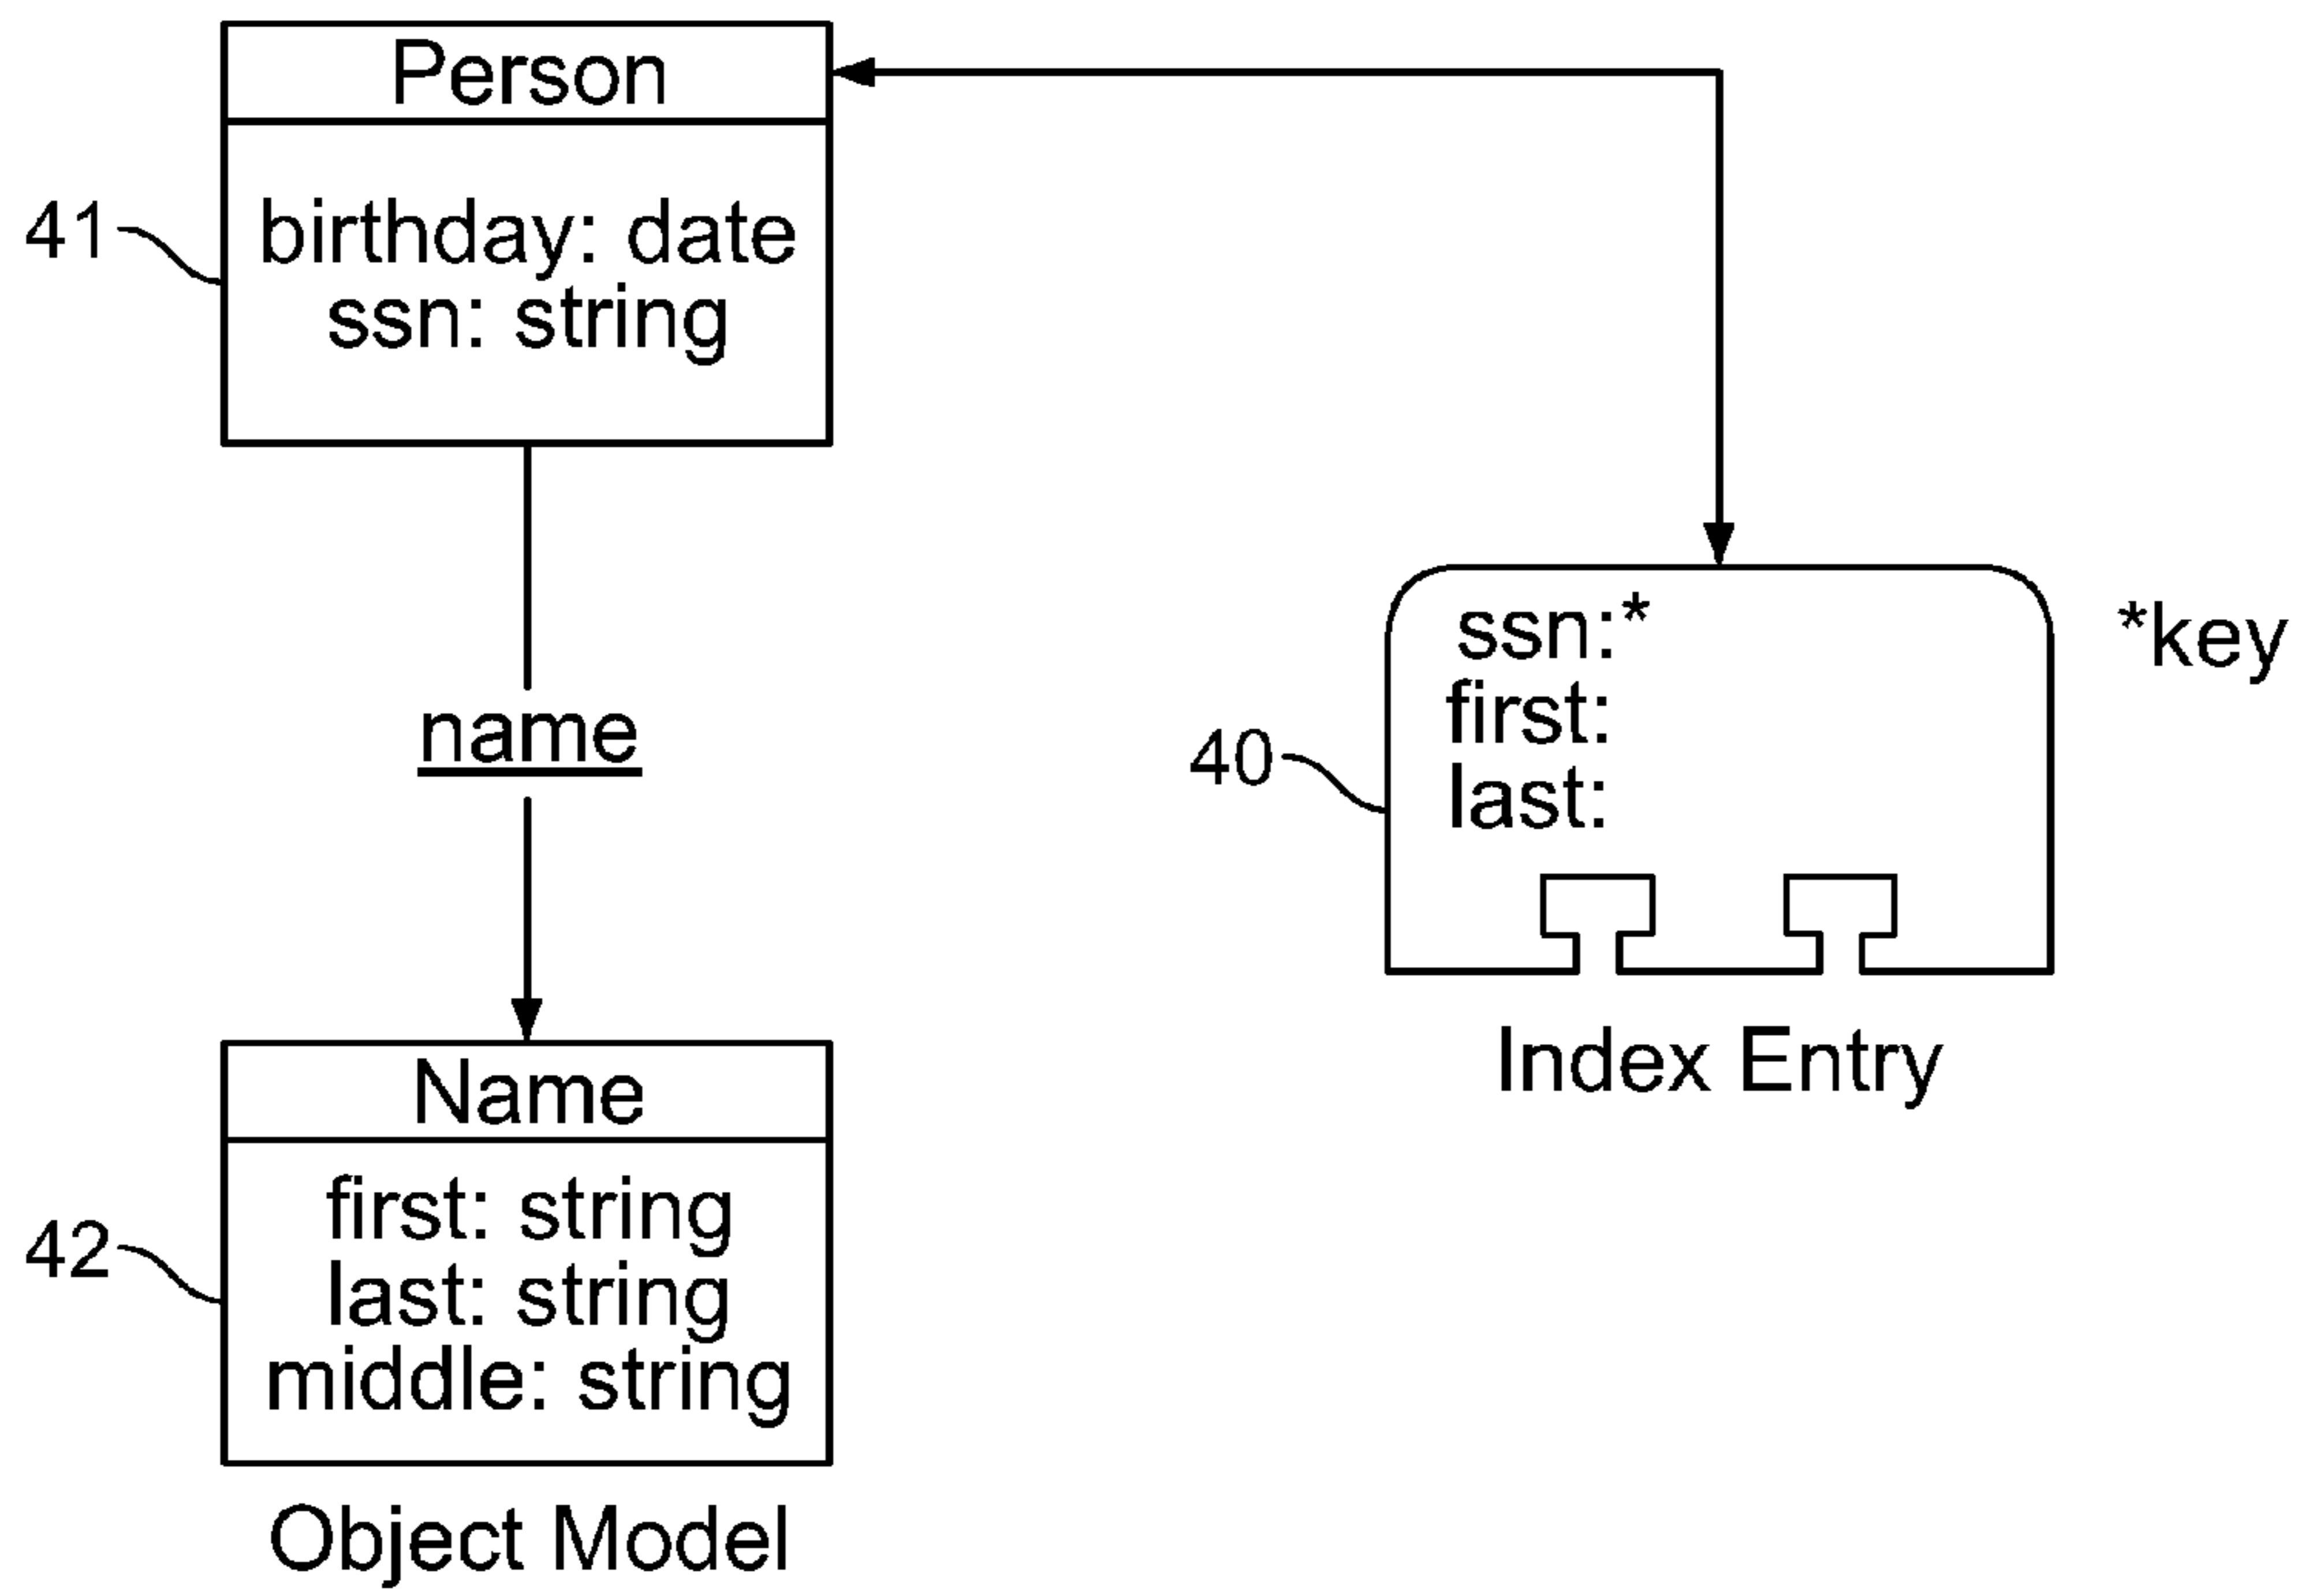 Person
41
birthday: date
ssn: string
name
42
Name
first: string
last: string
middle: string
Object Model
40
ssn:*
first:
last:
*key
Index Entry